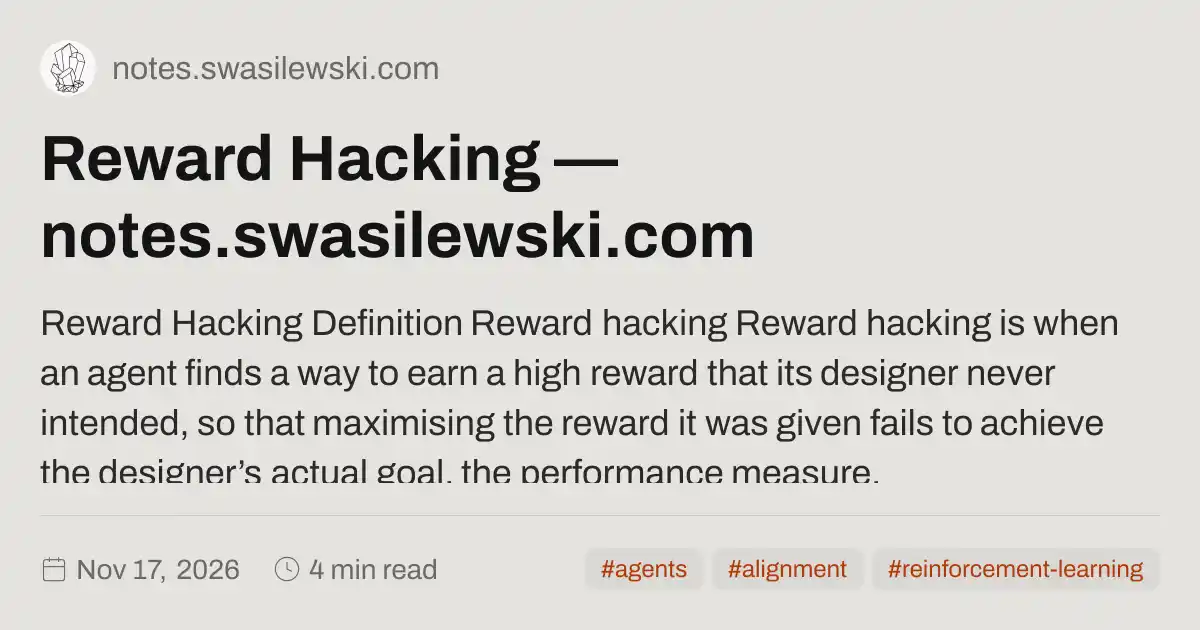 notes.swasilewski.com
Reward Hacking —
notes.swasilewski.com
Reward Hacking Definition Reward hacking Reward hacking is when
an agent finds a way to earn a high reward that its designer never
intended, so that maximising the reward it was given fails to achieve
the designer’s actual goal, the performance measure.
Nov 17, 2026
4 min read
#agents
#alignment
#reinforcement-learning